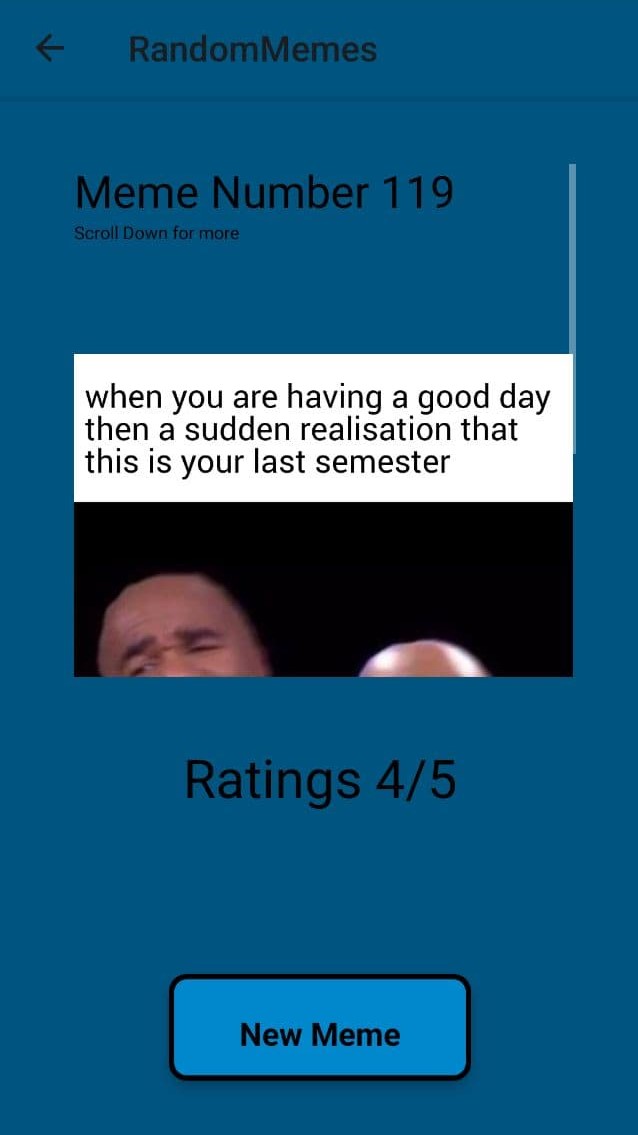 RandomMemes
Meme Number 119
Scroll Down for more
when you are having a good day
then a sudden realisation that
this is your last semester
Ratings 4/5
New Meme